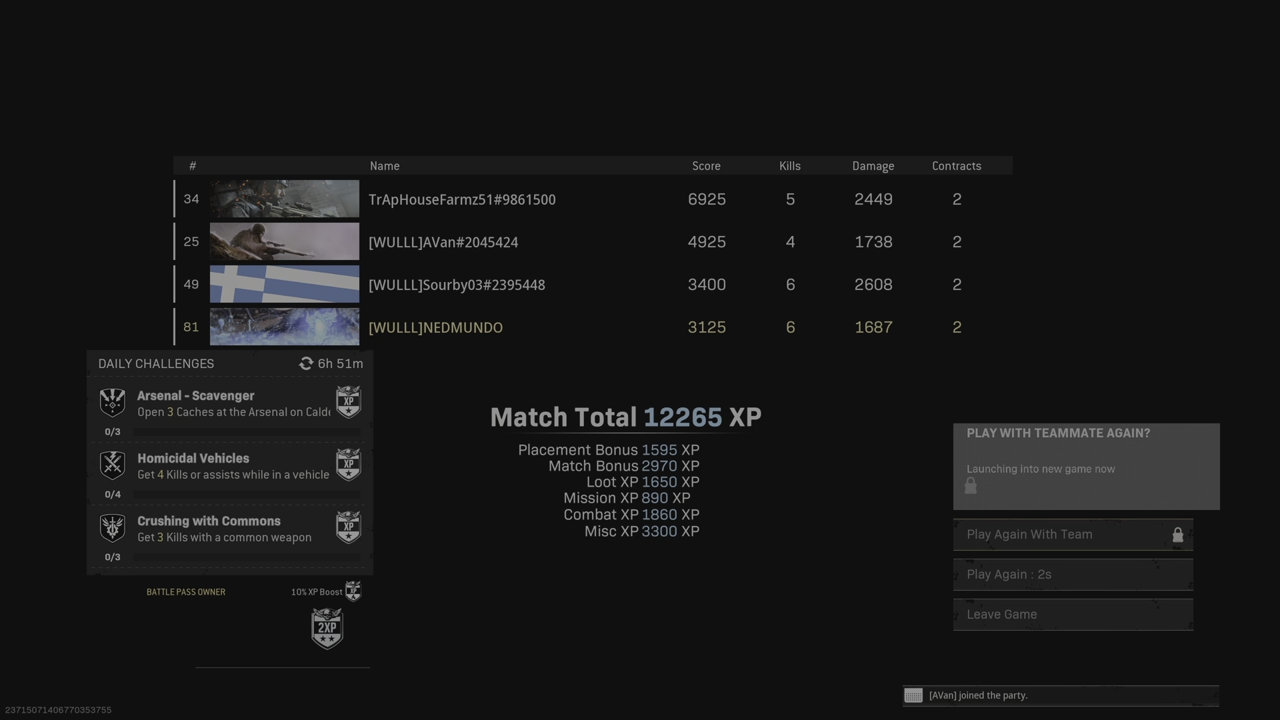 # Name Score Kills Damage Contracts
34 TrApHouseFarmz51#9861500 6925 5 2449 2
25 [WULLL]AVan#2045424 4925 4 1738 2
49 [WULLL]Sourby03#2395448 3400 6 2608 2
81 [WULLL]NEDMUNDO 3125 6 1687 2
DAILY CHALLENGES 6h 51m
Arsenal - Scavenger
Open 3 Caches at the Arsenal on Calde
XP
0/3
Homicidal Vehicles
Get 4 Kills or assists while in a vehicle
XP
0/4
Crushing with Commons
Get 3 Kills with a common weapon
XP
0/3
BATTLE PASS OWNER 10% XP Boost XP
2XP
Match Total 12265 XP
Placement Bonus 1595 XP
Match Bonus 2970 XP
Loot XP 1650 XP
Mission XP 890 XP
Combat XP 1860 XP
Misc XP 3300 XP
PLAY WITH TEAMMATE AGAIN?
Launching into new game now
Play Again With Team
Play Again : 2s
Leave Game
[AVan] joined the party.
23715071406770353755